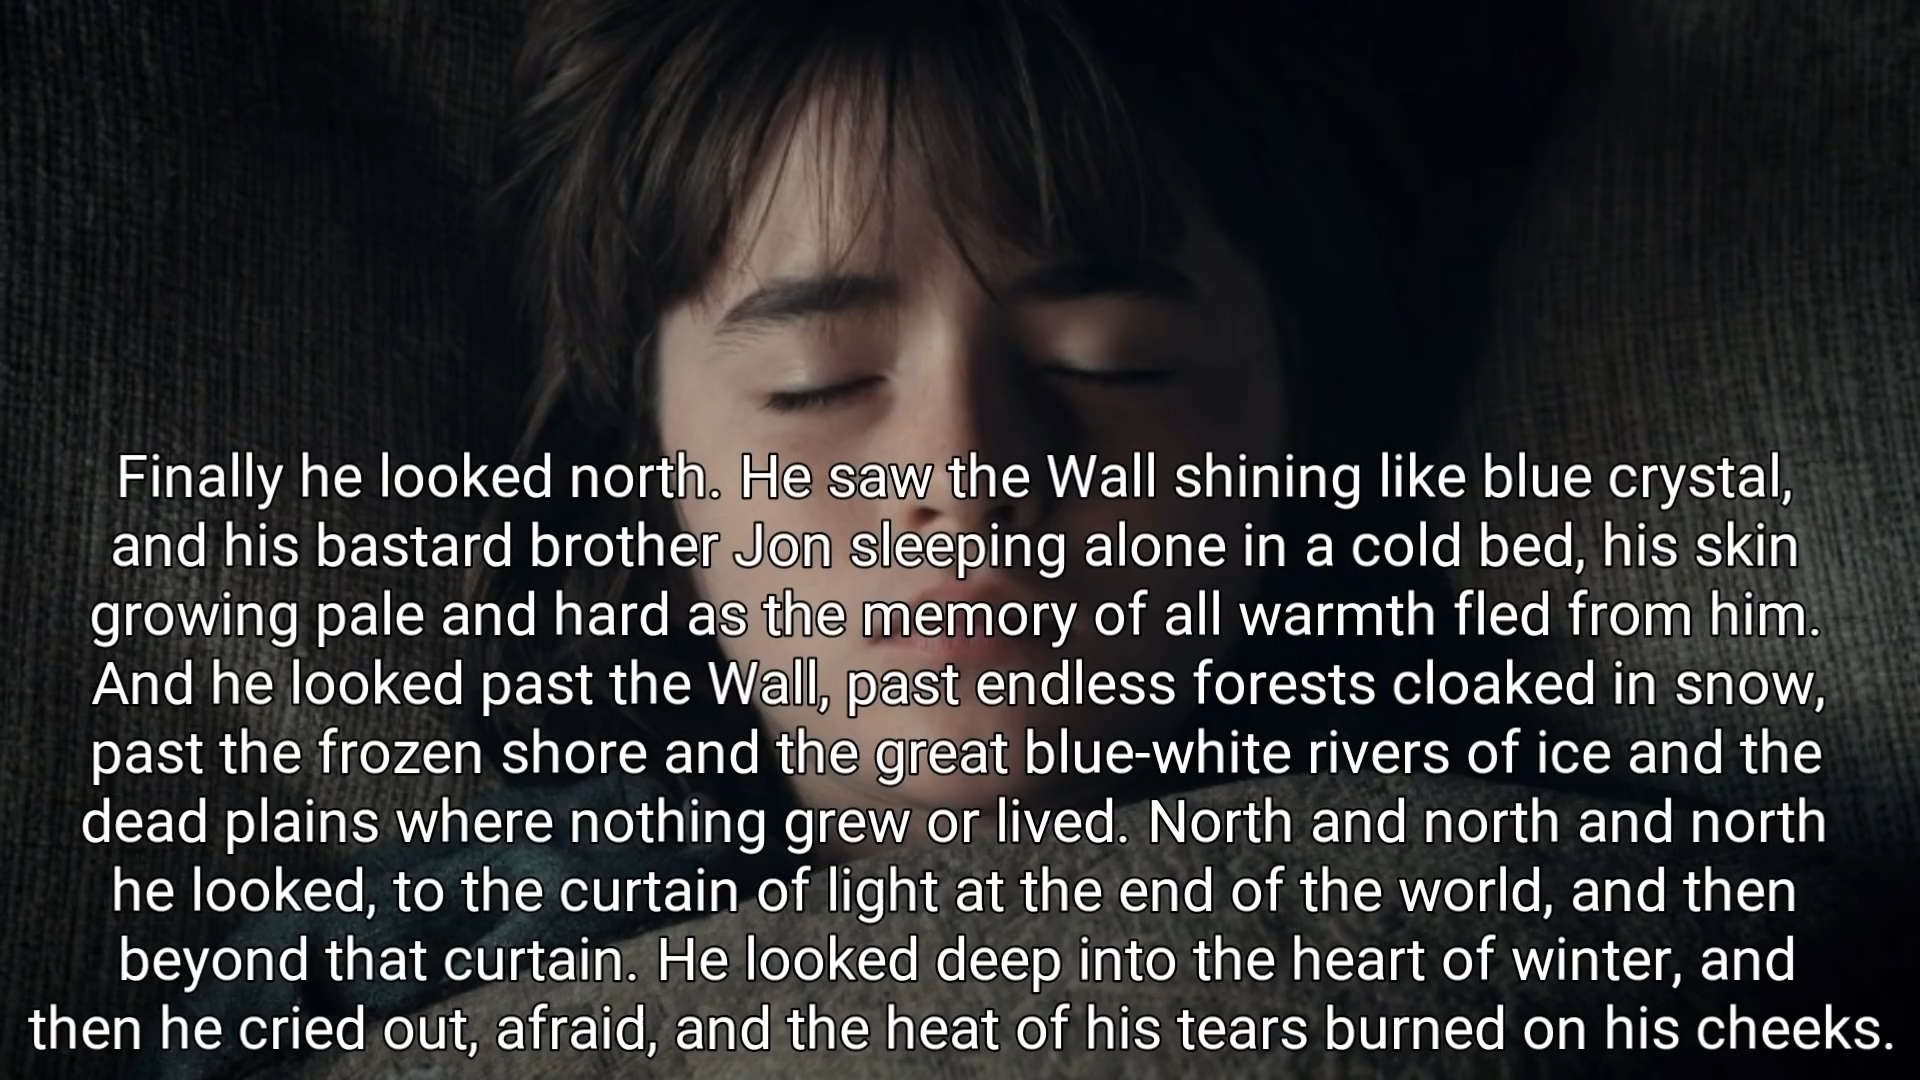 Finally he looked north. He saw the Wall shining like blue crystal,
and his bastard brother Jon sleeping alone in a cold bed, his skin
growing pale and hard as the memory of all warmth fled from him.
And he looked past the Wall, past endless forests cloaked in snow,
past the frozen shore and the great blue-white rivers of ice and the
dead plains where nothing grew or lived. North and north and north
he looked, to the curtain of light at the end of the world, and then
beyond that curtain. He looked deep into the heart of winter, and
then he cried out, afraid, and the heat of his tears burned on his cheeks.